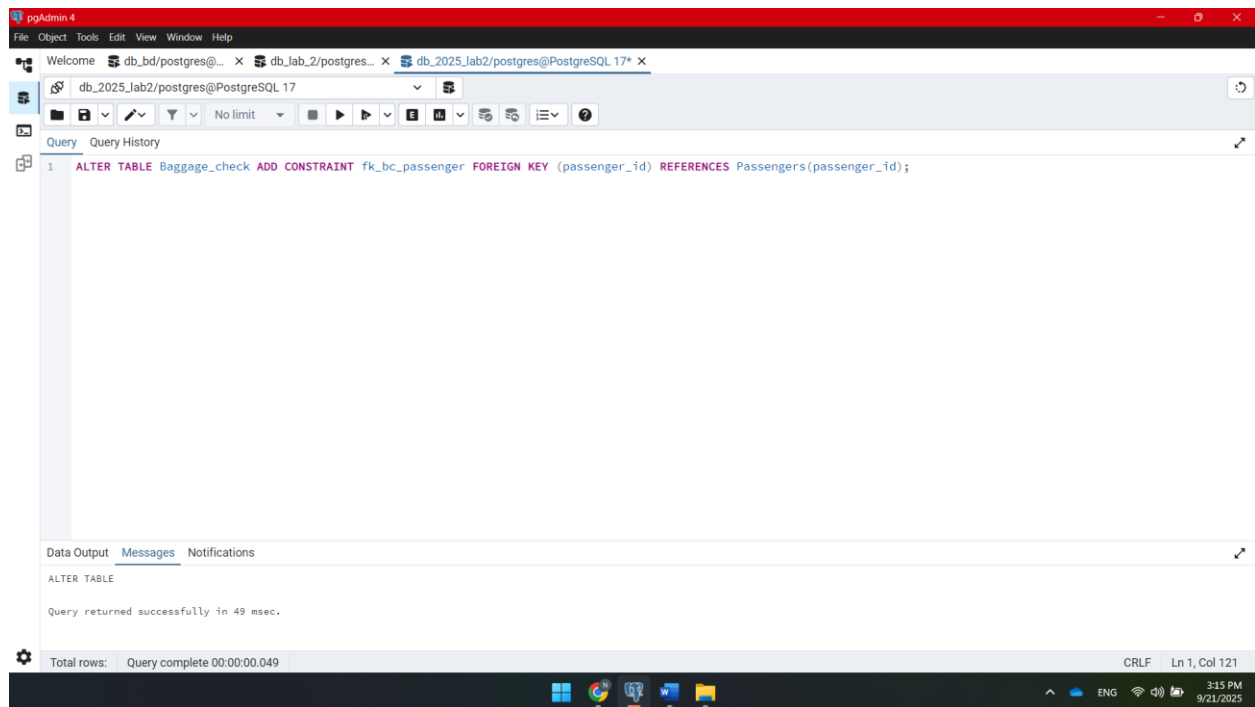 pgAdmin 4
File Object Tools Edit View Window Help
Welcome db_bd/postgres@... db_lab_2/postgres... db_2025_lab2/postgres@PostgreSQL 17*
db_2025_lab2/postgres@PostgreSQL 17
No limit E
Query Query History
1 ALTER TABLE Baggage_check ADD CONSTRAINT fk_bc_passenger FOREIGN KEY (passenger_id) REFERENCES Passengers(passenger_id);
Data Output Messages Notifications
ALTER TABLE
Query returned successfully in 49 msec.
Total rows: Query complete 00:00:00.049 CRLF Ln 1, Col 121
N W ENG 3:15 PM
9/21/2025